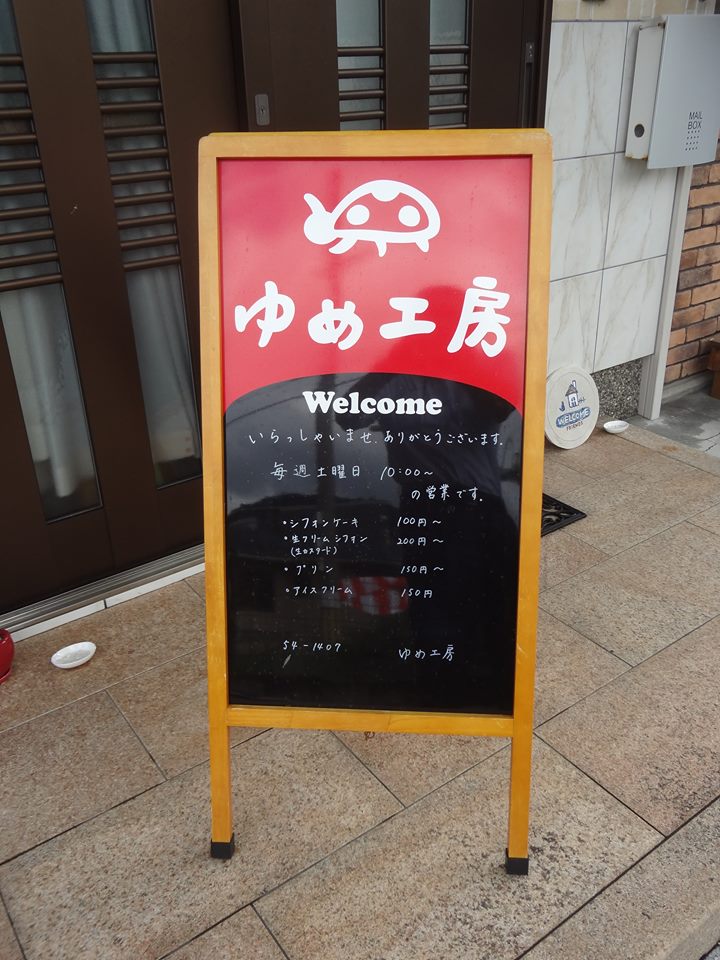 MAIL
BOX
ゆめ工房
Welcome
いらっしゃいませ.ありがとうございます.
毎週土曜日 10:00〜
の営業です.
・シフォンケーキ 100円〜
・生クリームシフォン 200円〜
(生カスタード)
・プリン 150円〜
・アイスクリーム 150円
54-1407 ゆめ工房
WELCOME
FRIENDS